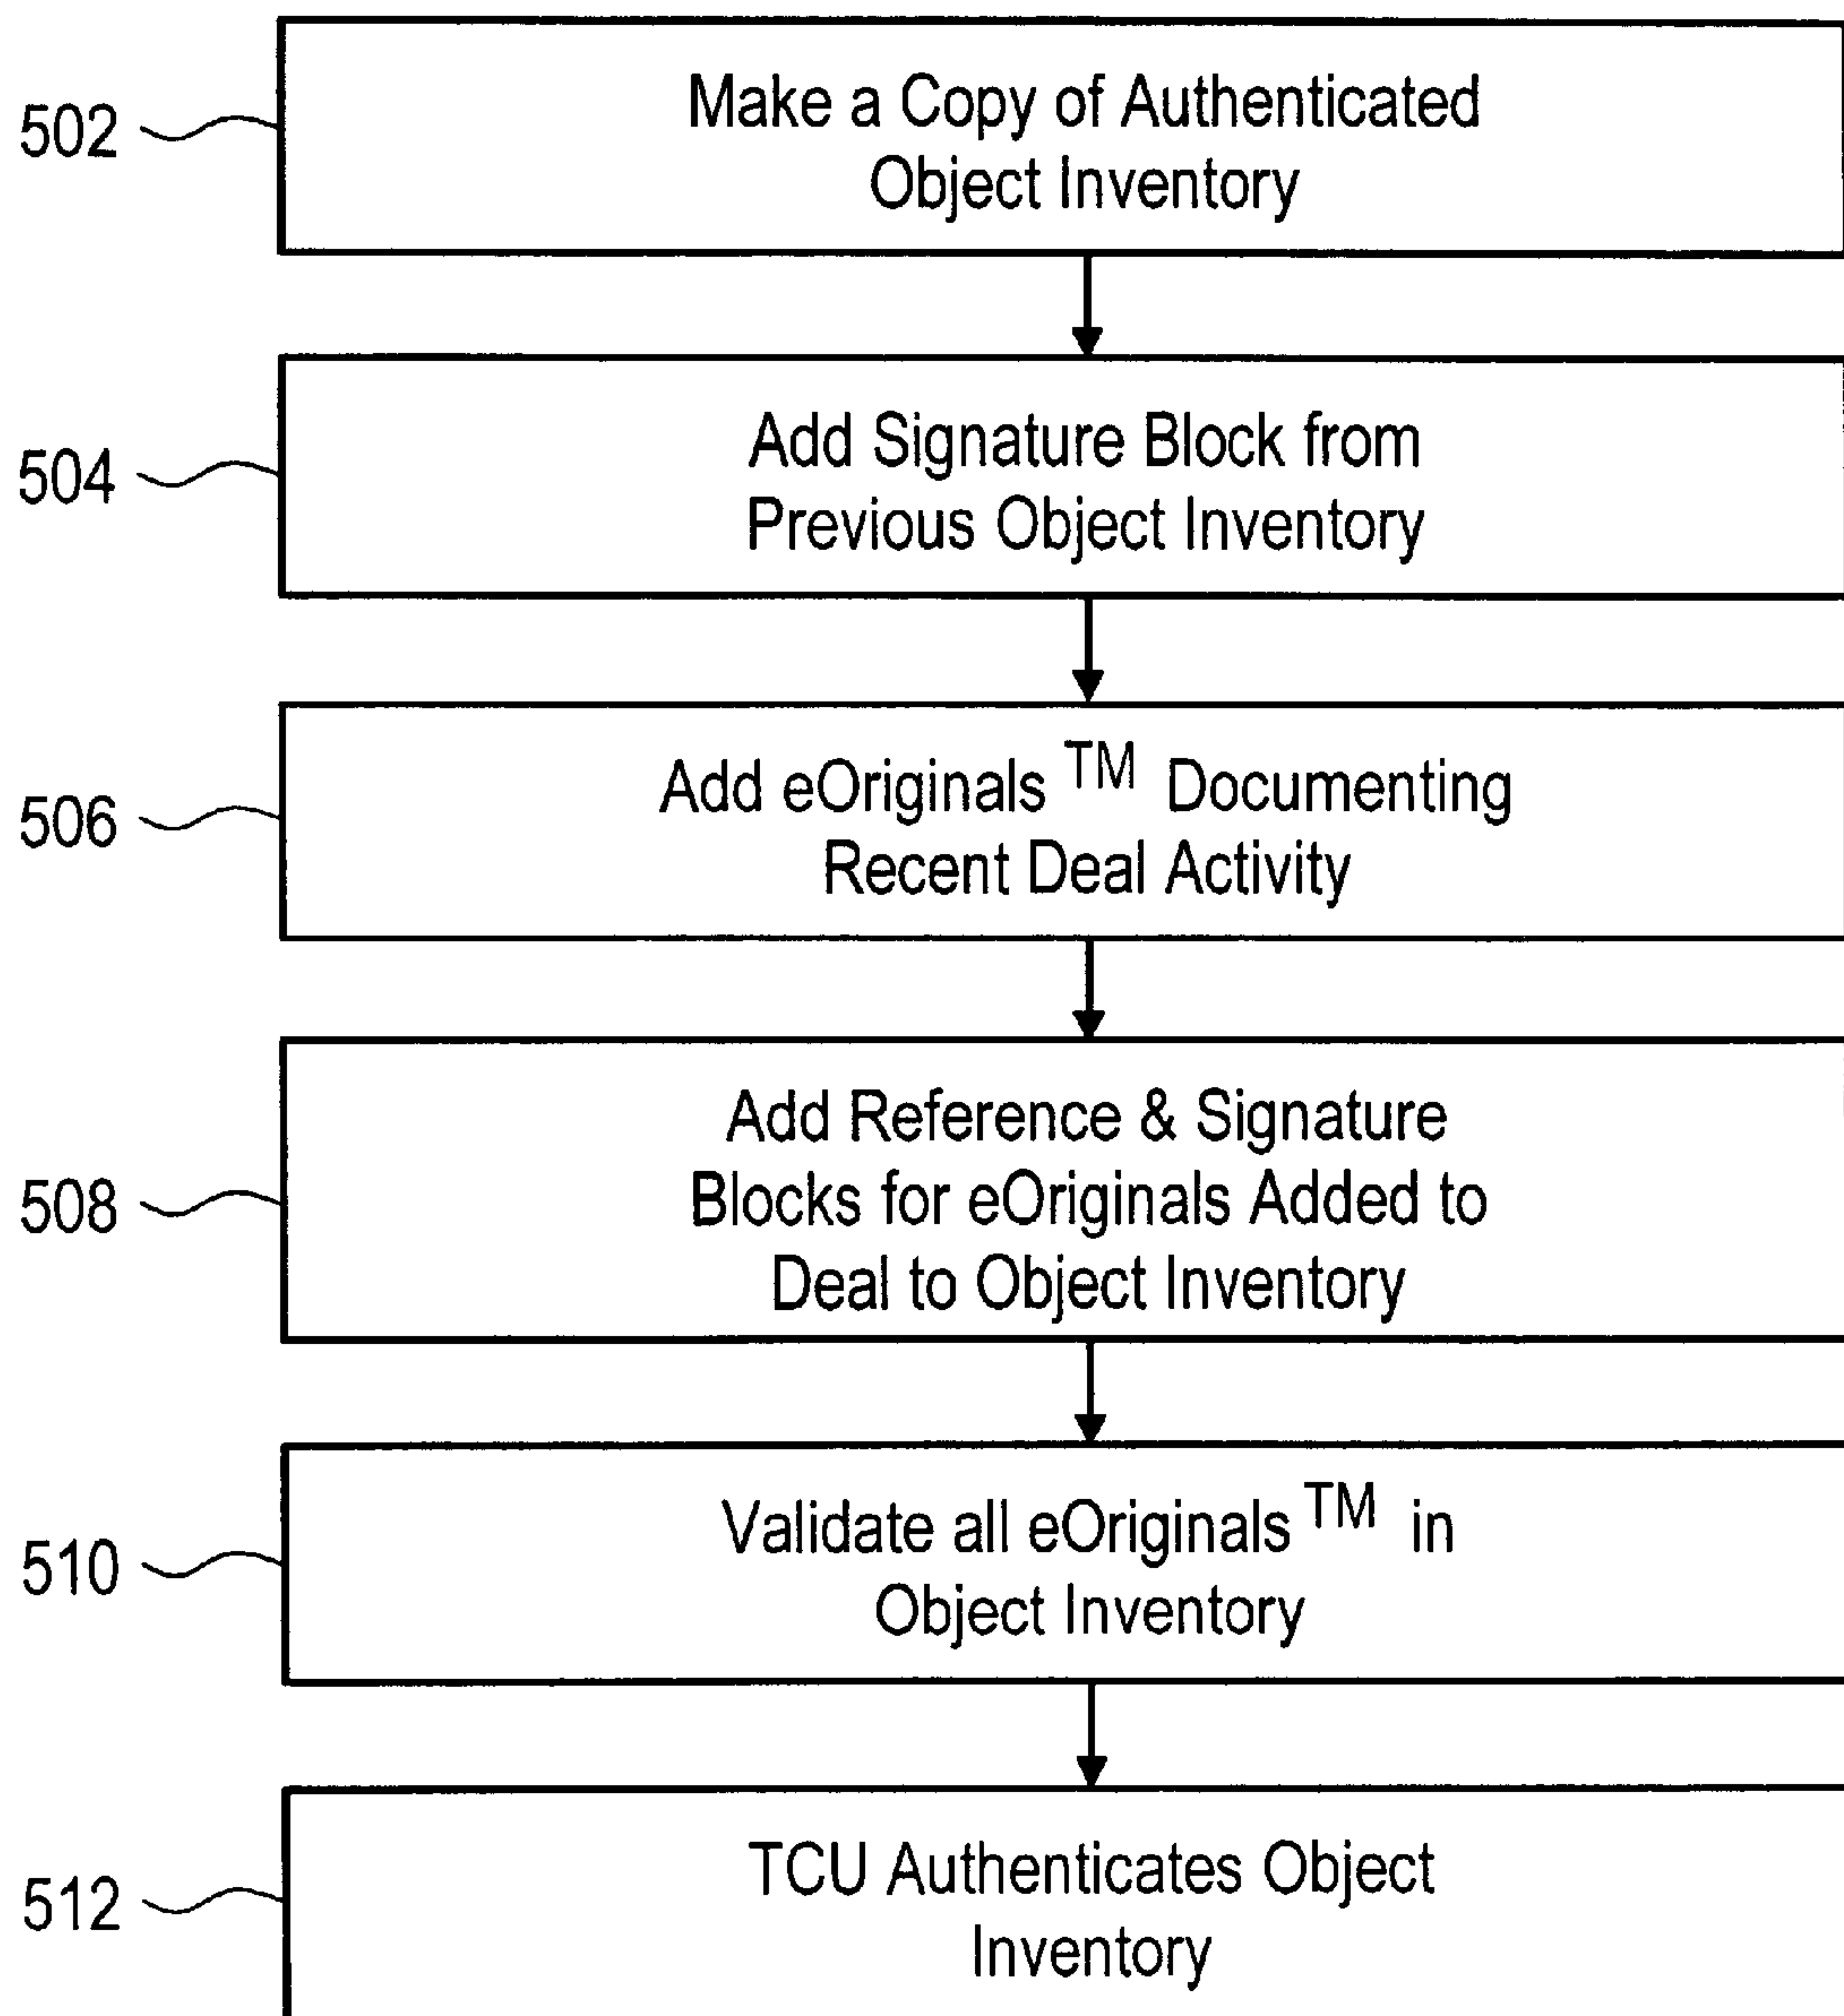 502
Make a Copy of Authenticated
Object Inventory
504
Add Signature Block from
Previous Object Inventory
506
Add eOriginals TM Documenting
Recent Deal Activity
508
Add Reference & Signature
Blocks for eOriginals Added to
Deal to Object Inventory
510
Validate all eOriginals TM in
Object Inventory
512
TCU Authenticates Object
Inventory